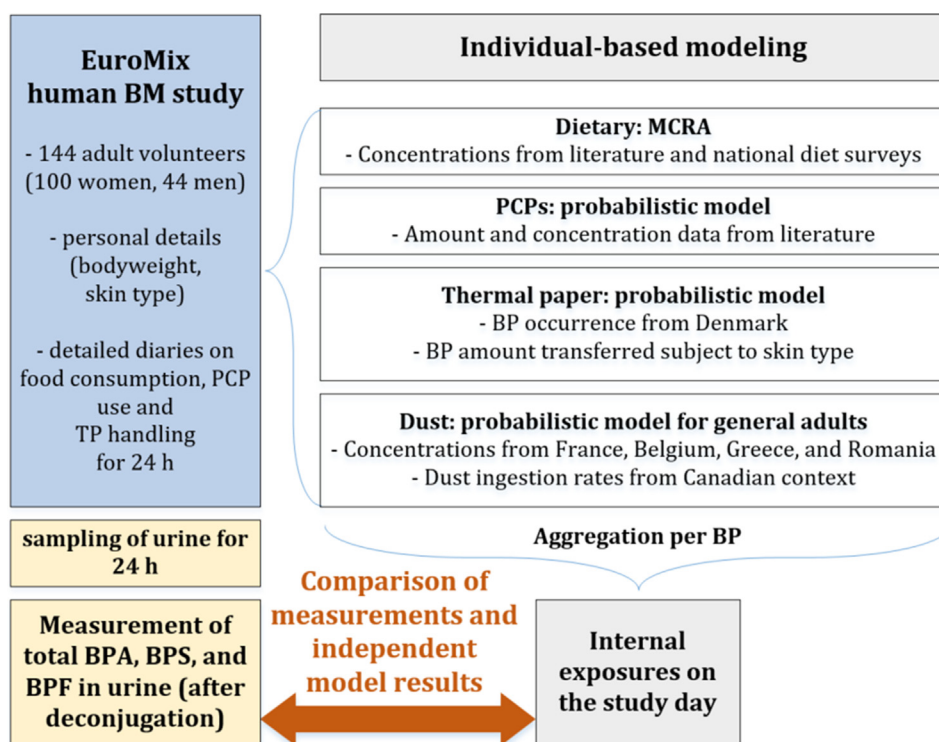 EuroMix
human BM study
- 144 adult volunteers
(100 women, 44 men)
- personal details
(bodyweight,
skin type)
- detailed diaries on
food consumption, PCP
use and
TP handling
for 24 h
sampling of urine for
24 h
Measurement of
total BPA, BPS, and
BPF in urine (after
deconjugation)
Individual-based modeling
Dietary: MCRA
- Concentrations from literature and national diet surveys
PCPs: probabilistic model
- Amount and concentration data from literature
Thermal paper: probabilistic model
- BP occurrence from Denmark
- BP amount transferred subject to skin type
Dust: probabilistic model for general adults
- Concentrations from France, Belgium, Greece, and Romania
- Dust ingestion rates from Canadian context
Aggregation per BP
Comparison of
measurements and
independent
model results
Internal
exposures on
the study day